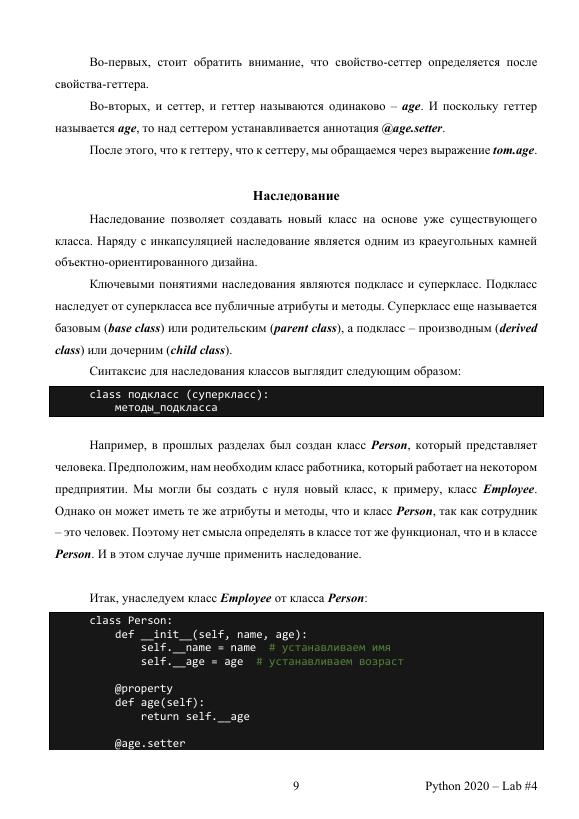 Во-первых, стоит обратить внимание, что свойство-сеттер определяется после
свойства-геттера.
Во-вторых, и сеттер, и геттер называются одинаково – age. И поскольку геттер
называется age, то над сеттером устанавливается аннотация @age.setter.
После этого, что к геттеру, что к сеттеру, мы обращаемся через выражение tom.age.
Наследование
Наследование позволяет создавать новый класс на основе уже существующего
класса. Наряду с инкапсуляцией наследование является одним из краеугольных камней
объектно-ориентированного дизайна.
Ключевыми понятиями наследования являются подкласс и суперкласс. Подкласс
наследует от суперкласса все публичные атрибуты и методы. Суперкласс еще называется
базовым (base class) или родительским (parent class), а подкласс – производным (derived
class) или дочерним (child class).
Синтаксис для наследования классов выглядит следующим образом:
class подкласс (суперкласс):
    методы_подкласса
Например, в прошлых разделах был создан класс Person, который представляет
человека. Предположим, нам необходим класс работника, который работает на некотором
предприятии. Мы могли бы создать с нуля новый класс, к примеру, класс Employee.
Однако он может иметь те же атрибуты и методы, что и класс Person, так как сотрудник
– это человек. Поэтому нет смысла определять в классе тот же функционал, что и в классе
Person. И в этом случае лучше применить наследование.
Итак, унаследуем класс Employee от класса Person:
class Person:
    def __init__(self, name, age):
        self.__name = name  # устанавливаем имя
        self.__age = age  # устанавливаем возраст
    @property
    def age(self):
        return self.__age
    @age.setter
9
Python 2020 – Lab #4